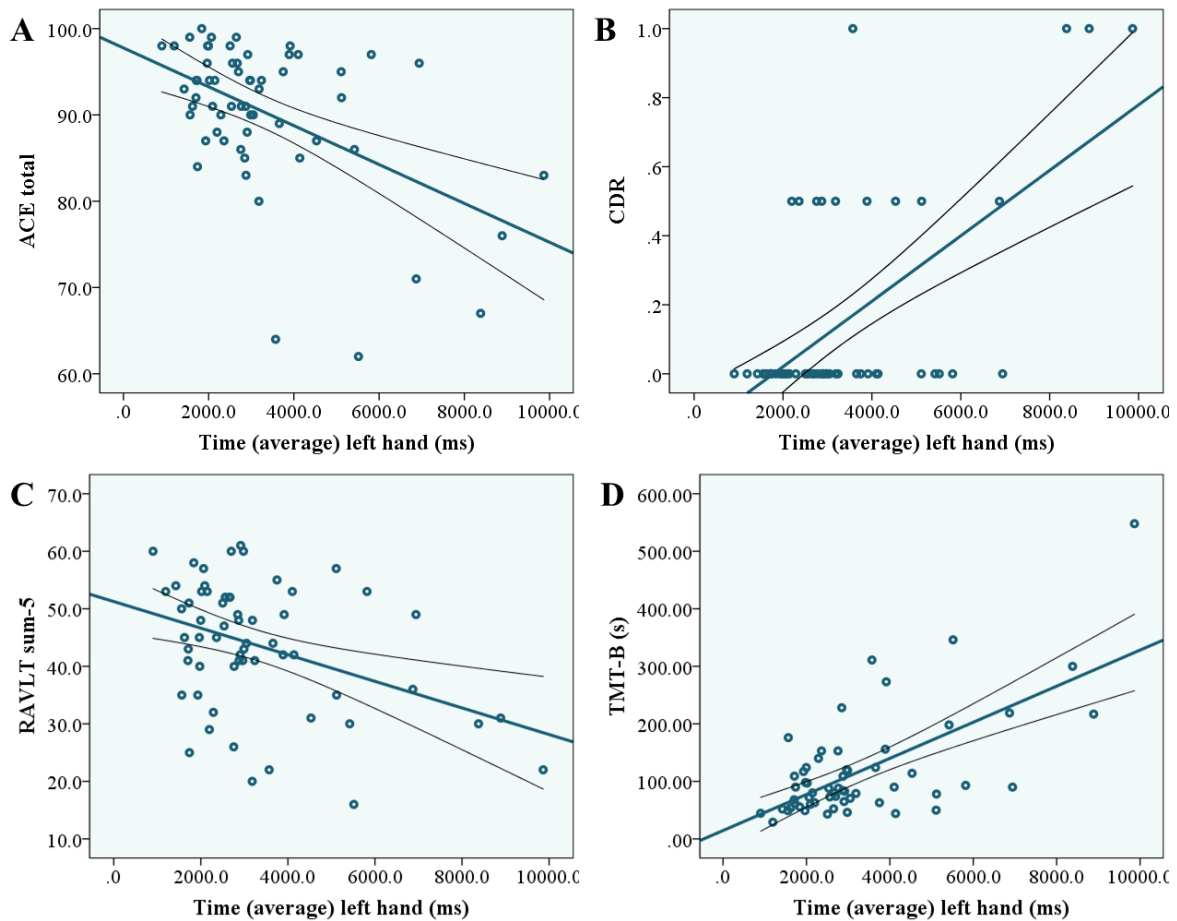 A
100.0
90.0
80.0
70.0
60.0
ACE total
.0 2000.0 4000.0 6000.0 8000.0 10000.0
Time (average) left hand (ms)
B
1.0
.8
.6
.4
.2
.0
CDR
.0 2000.0 4000.0 6000.0 8000.0 10000.0
Time (average) left hand (ms)
C
70.0
60.0
50.0
40.0
30.0
20.0
10.0
RAVLT sum-5
.0 2000.0 4000.0 6000.0 8000.0 10000.0
Time (average) left hand (ms)
D
600.00
500.00
400.00
300.00
200.00
100.00
.00
TMT-B (s)
.0 2000.0 4000.0 6000.0 8000.0 10000.0
Time (average) left hand (ms)